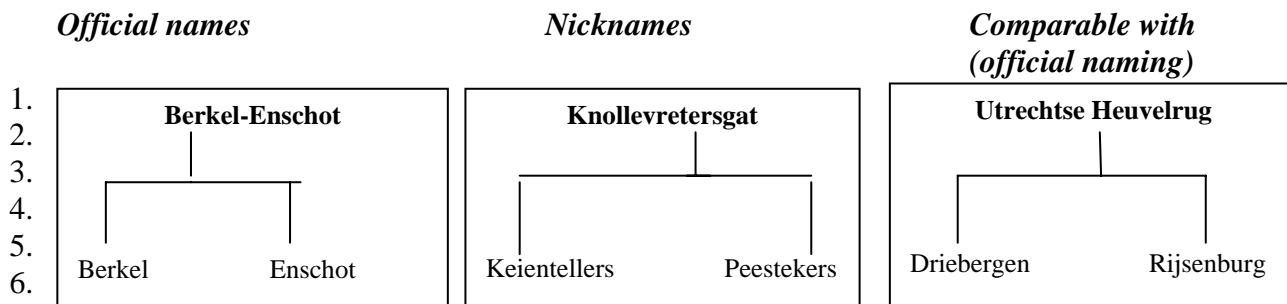 Official names Nicknames Comparable with
(official naming)
1.
Berkel-Enschot Knollevretersgat Utrechtse Heuvelrug
2.
3.
4.
5.
Berkel Enschot Keientellers Peestekers Driebergen Rijsenburg
6.